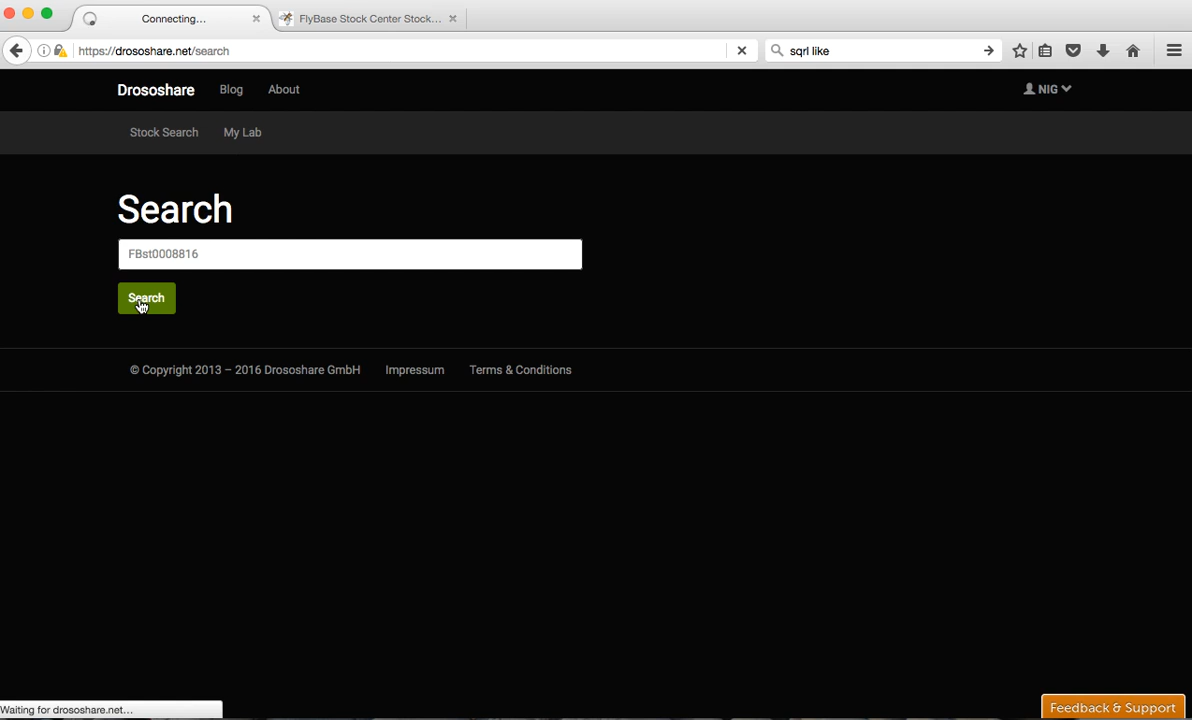 Connecting...
FlyBase Stock Center Stock...
https://drososhare.net/search
sqrl like
Drososhare Blog About NIG
Stock Search My Lab
Search
FBst0008816
Search
© Copyright 2013 – 2016 Drososhare GmbH Impressum Terms & Conditions
Waiting for drososhare.net...
Feedback & Support